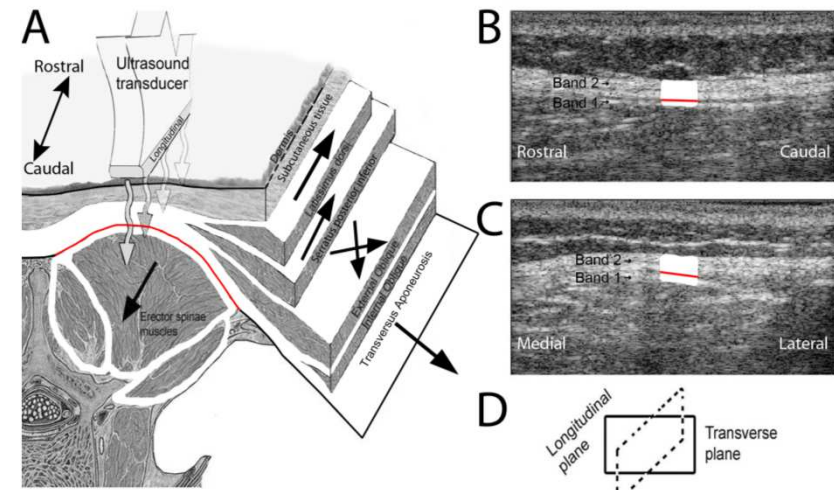 A
Rostral
Caudal
Ultrasound
transducer
Longitudinal
Dermis
Subcutaneous tissue
Latissimus dorsi
Serratus posterior inferior
External Oblique
Internal Oblique
Transversus Aponeurosis
Erector spinae
muscles
B
Band 2
Band 1
Rostral
Caudal
C
Band 2
Band 1
Medial
Lateral
D
Longitudinal
plane
Transverse
plane